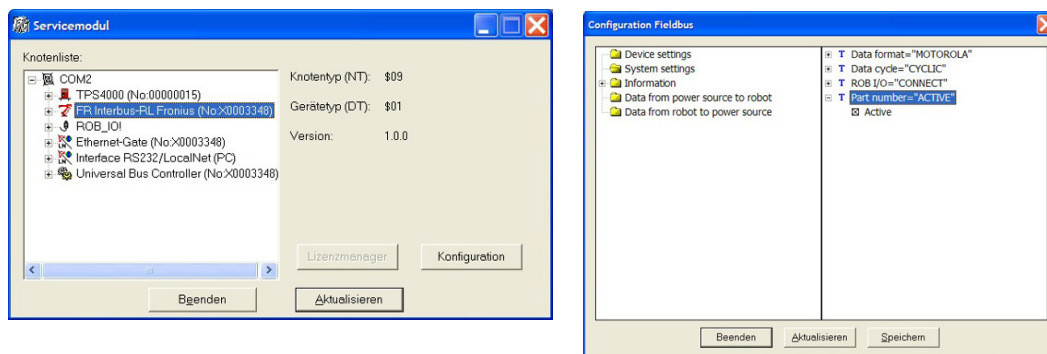 Servicemodul
Knotenliste:
COM2
TPS4000 (No:00000015)
FR Interbus-RL Fronius (No:X0003348)
ROB_IO!
Ethernet-Gate (No:X0003348)
Interface RS232/LocalNet (PC)
Universal Bus Controller (No:X0003348)
Knotentyp (NT): $09
Gerätetyp (DT): $01
Version: 1.0.0
Lizenzmanager
Konfiguration
Beenden
Aktualisieren
Configuration Fieldbus
Device settings
System settings
Information
Data from power source to robot
Data from robot to power source
T Data format="MOTOROLA"
T Data cycle="CYCLIC"
T ROB I/O="CONNECT"
T Part number="ACTIVE"
Active
Beenden
Aktualisieren
Speichern